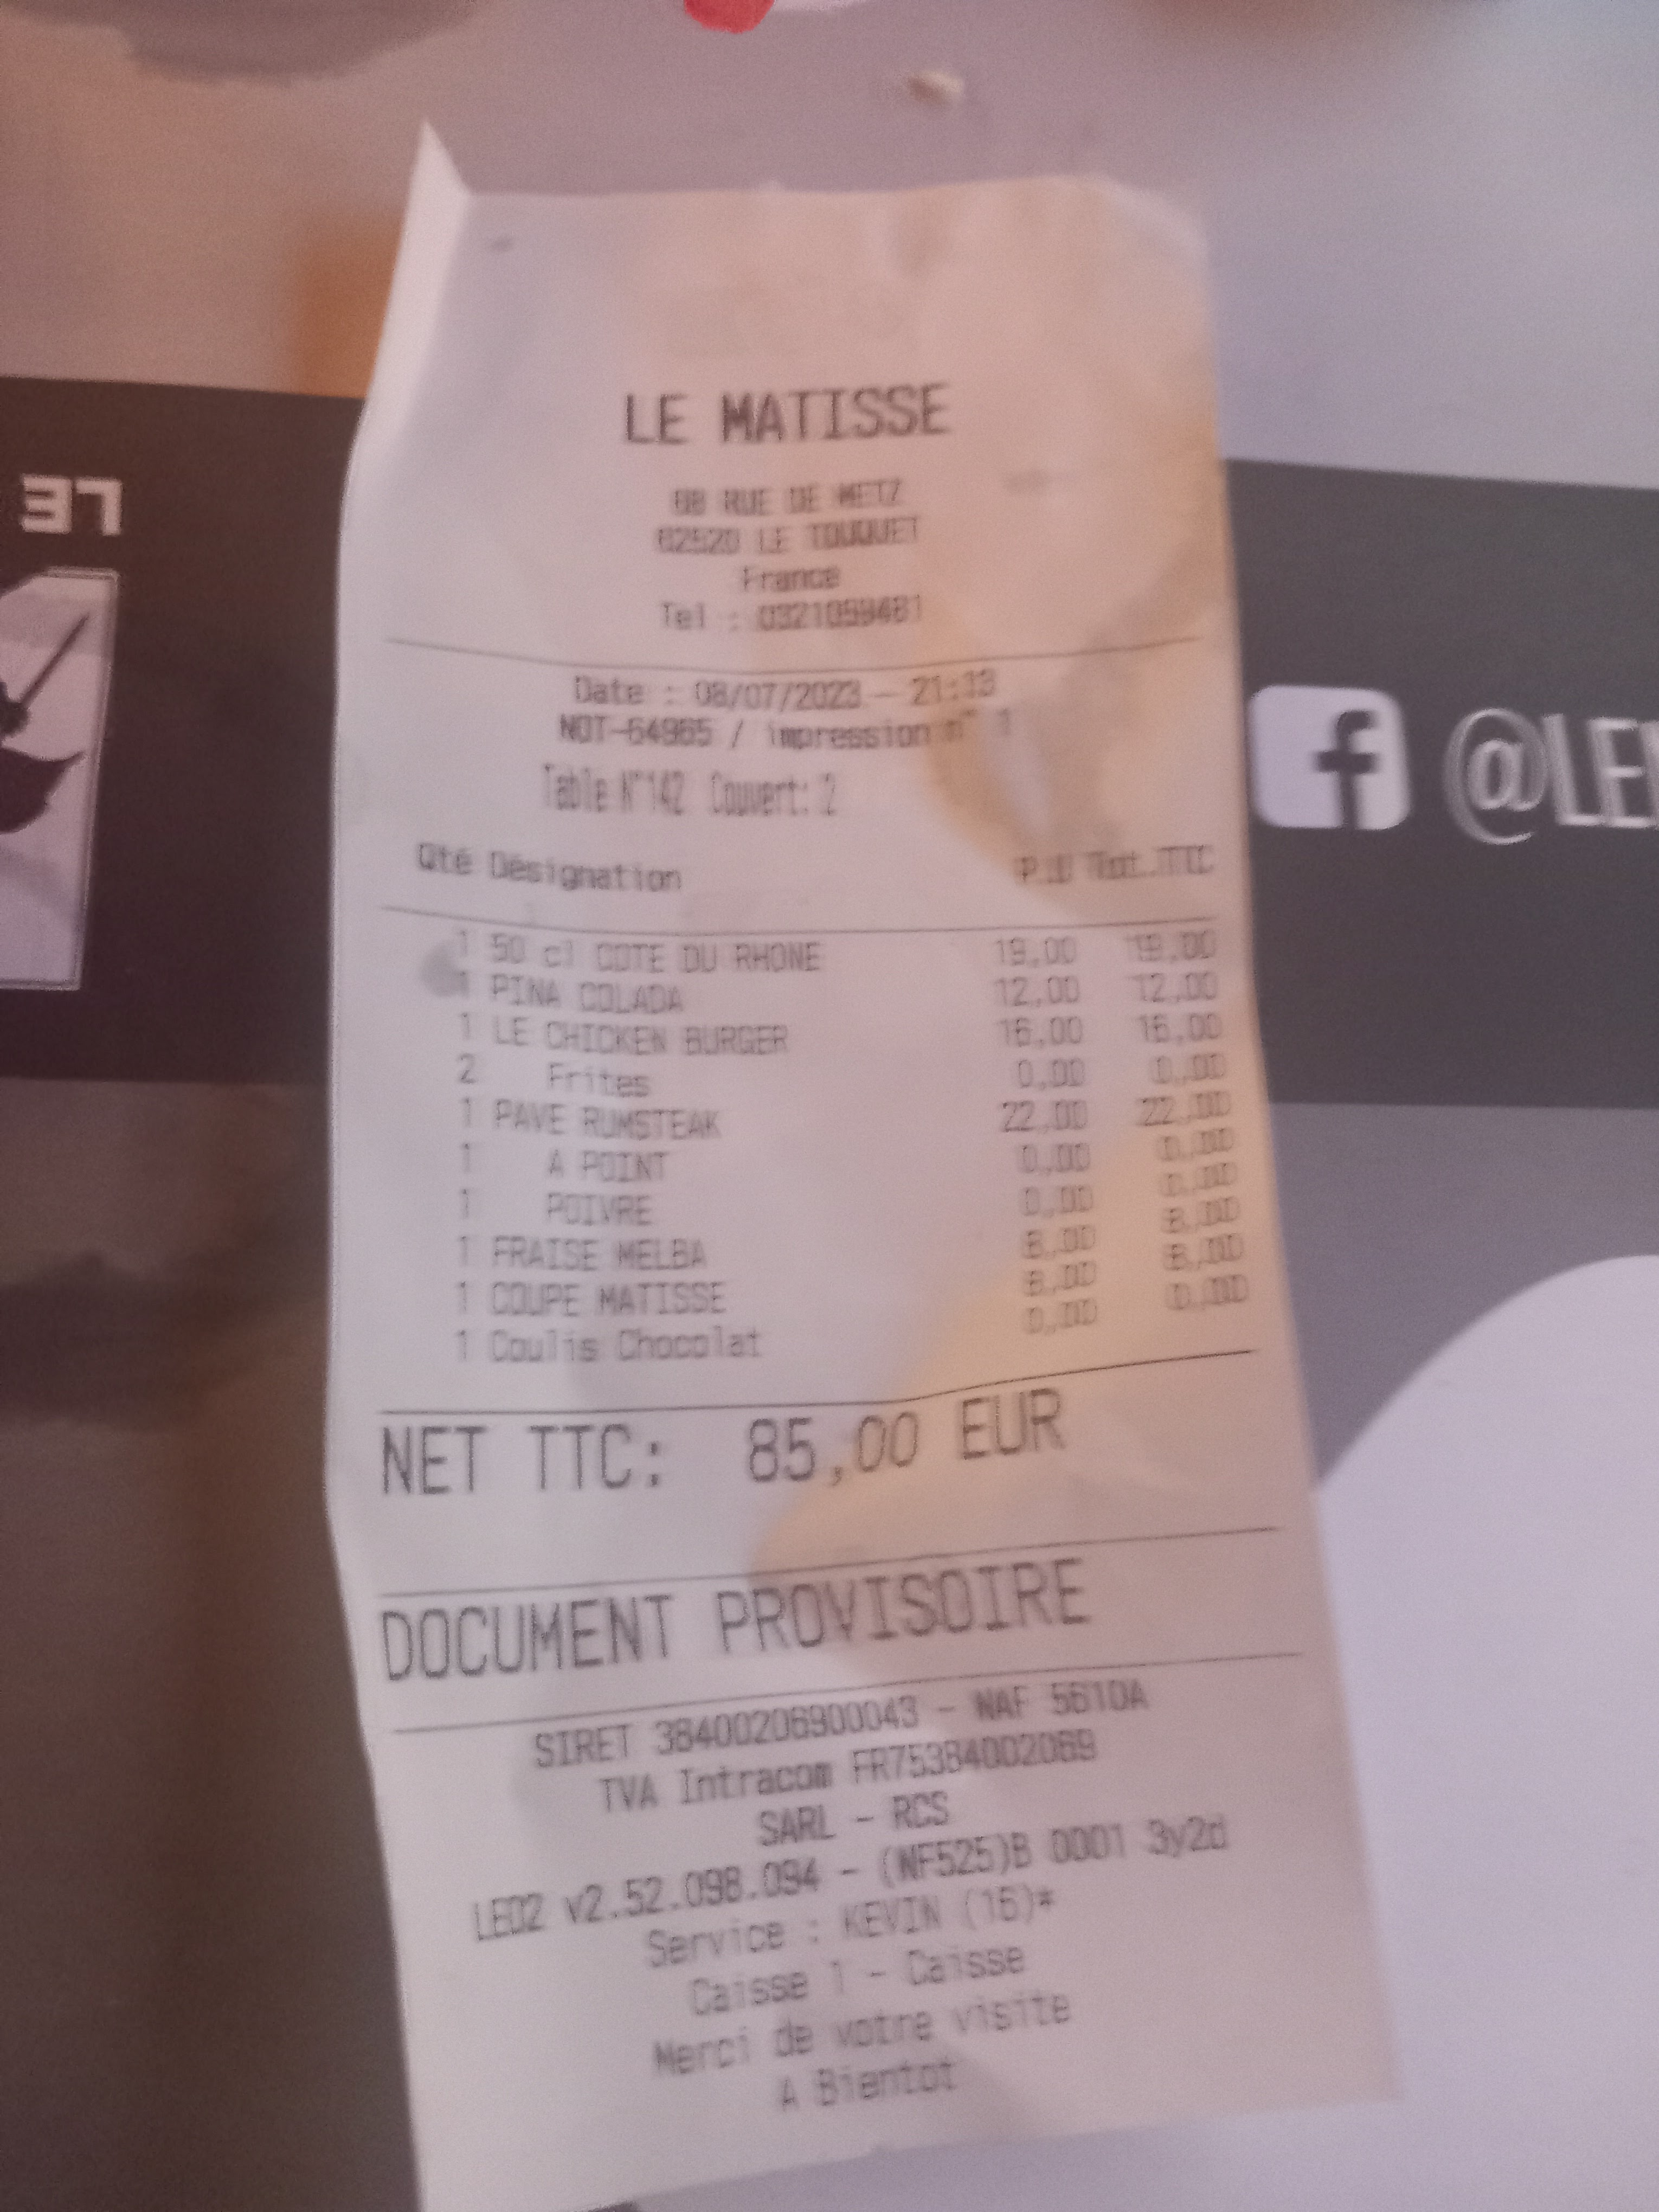 LE MATISSE
RUE DE METZ
62520 LE TOUQUET
France
Tel : 0321059481
Date : 08/07/2023 - 21:13
NOT-64965 / impression n° 1
Table N°142 Couvert: 2
Qté Désignation P.U Tot.TTC
1 50 cl COTE DU RHONE 19,00 19,00
1 PINA COLADA 12,00 12,00
1 LE CHICKEN BURGER 16,00 16,00
2 Frites 0,00 0,00
1 PAVE RUMSTEAK 22,00 22,00
1 A POINT 0,00 0,00
1 POIVRE 0,00 0,00
1 FRAISE MELBA 8,00 8,00
1 COUPE MATISSE 8,00 8,00
1 Coulis Chocolat 0,00 0,00
NET TTC: 85,00 EUR
DOCUMENT PROVISOIRE
SIRET 38400206900043 - NAF 5610A
TVA Intracom FR75384002069
SARL - RCS
LEO2 v2.52.098.094 - (NF525)B 0001 3y2d
Service : KEVIN (16)*
Caisse 1 - Caisse
Merci de votre visite
A Bientot
LE
f @LE